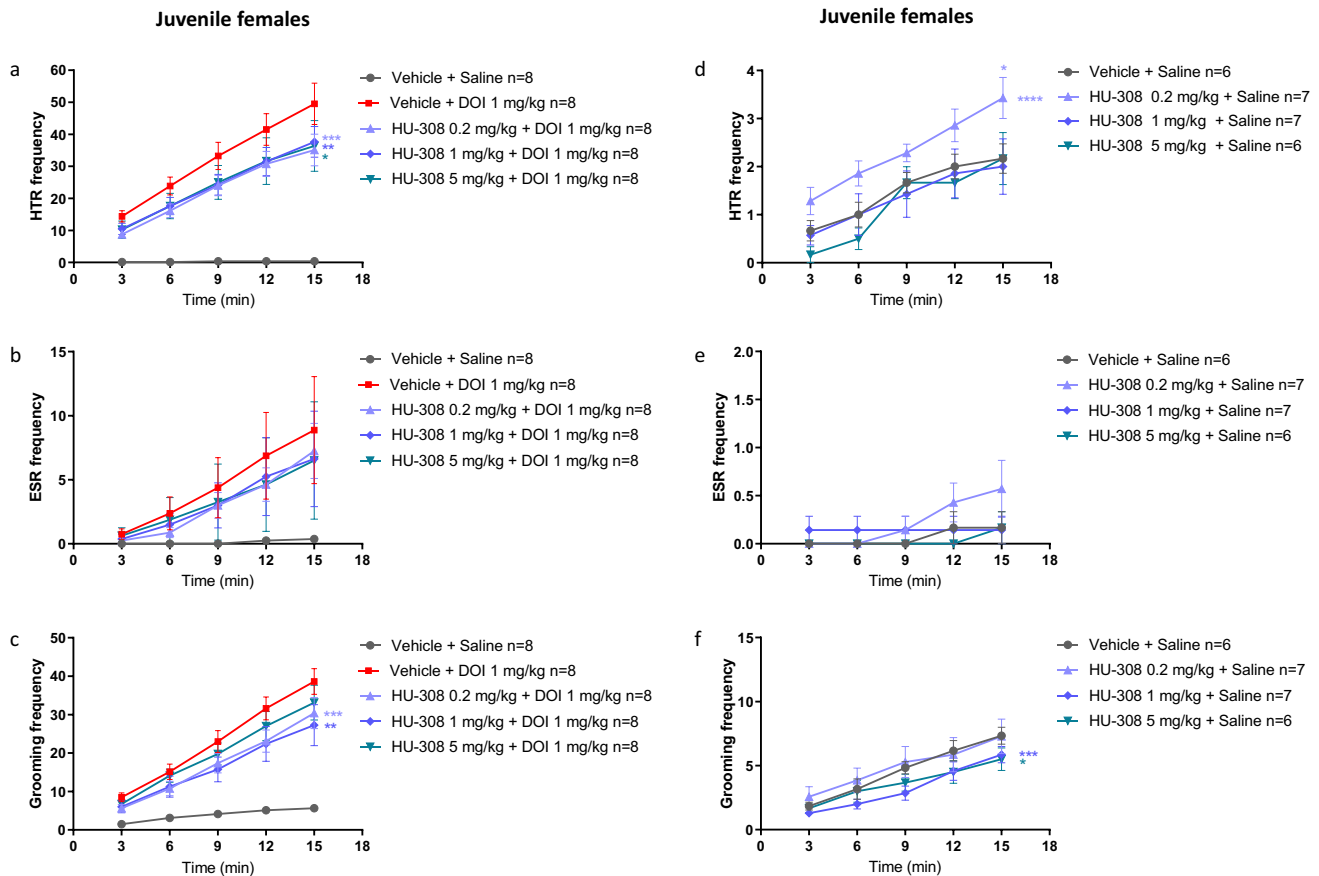 Juvenile females
Juvenile females
a
60
50
40
30
20
10
0
HTR frequency
0 3 6 9 12 15 18
Time (min)
***
**
*
Vehicle + Saline n=8
Vehicle + DOI 1 mg/kg n=8
HU-308 0.2 mg/kg + DOI 1 mg/kg n=8
HU-308 1 mg/kg + DOI 1 mg/kg n=8
HU-308 5 mg/kg + DOI 1 mg/kg n=8
d
4
3
2
1
0
HTR frequency
0 3 6 9 12 15 18
Time (min)
*
****
Vehicle + Saline n=6
HU-308 0.2 mg/kg + Saline n=7
HU-308 1 mg/kg + Saline n=7
HU-308 5 mg/kg + Saline n=6
b
15
10
5
0
ESR frequency
0 3 6 9 12 15 18
Time (min)
Vehicle + Saline n=8
Vehicle + DOI 1 mg/kg n=8
HU-308 0.2 mg/kg + DOI 1 mg/kg n=8
HU-308 1 mg/kg + DOI 1 mg/kg n=8
HU-308 5 mg/kg + DOI 1 mg/kg n=8
e
2.0
1.5
1.0
0.5
0.0
ESR frequency
0 3 6 9 12 15 18
Time (min)
Vehicle + Saline n=6
HU-308 0.2 mg/kg + Saline n=7
HU-308 1 mg/kg + Saline n=7
HU-308 5 mg/kg + Saline n=6
c
50
40
30
20
10
0
Grooming frequency
0 3 6 9 12 15 18
Time (min)
***
**
Vehicle + Saline n=8
Vehicle + DOI 1 mg/kg n=8
HU-308 0.2 mg/kg + DOI 1 mg/kg n=8
HU-308 1 mg/kg + DOI 1 mg/kg n=8
HU-308 5 mg/kg + DOI 1 mg/kg n=8
f
15
10
5
0
Grooming frequency
0 3 6 9 12 15 18
Time (min)
***
*
Vehicle + Saline n=6
HU-308 0.2 mg/kg + Saline n=7
HU-308 1 mg/kg + Saline n=7
HU-308 5 mg/kg + Saline n=6